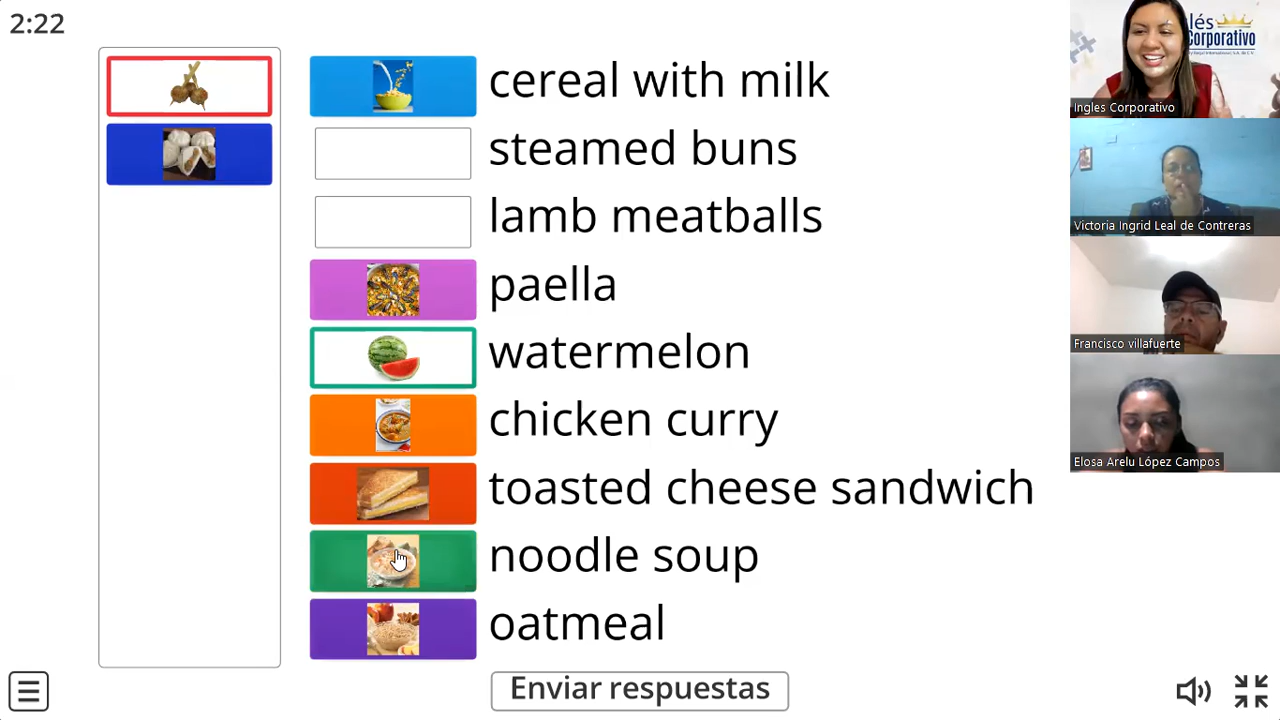 2:22
cereal with milk
steamed buns
lamb meatballs
paella
watermelon
chicken curry
toasted cheese sandwich
noodle soup
oatmeal
Enviar respuestas
lés
Corporativo
Ingles Corporativo
Victoria Ingrid Leal de Contreras
Francisco villafuerte
Elosa Arelu López Campos